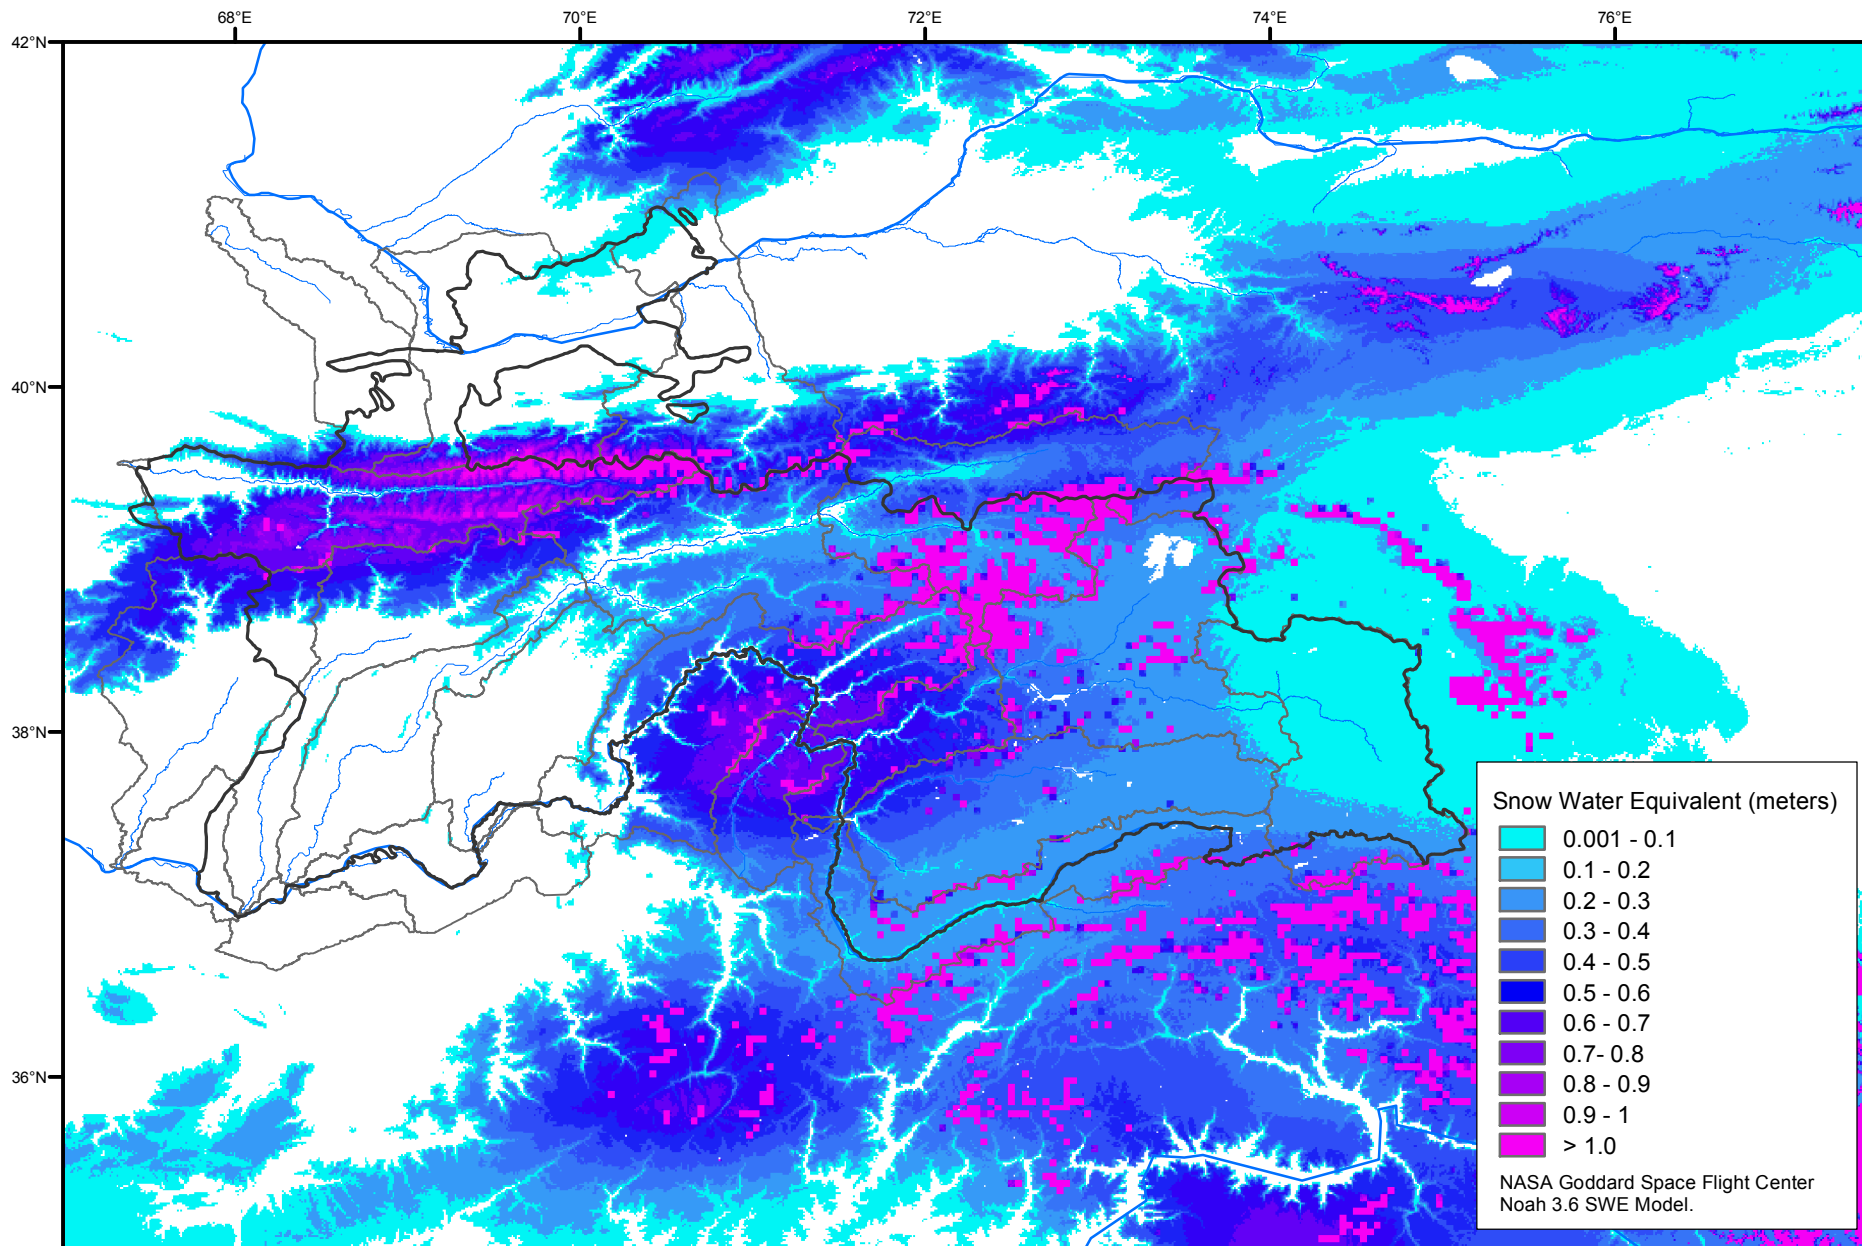 68°E
70°E
72°E
74°E
76°E
42°N
40°N
38°N
36°N
Snow Water Equivalent (meters)
0.001 - 0.1
0.1 - 0.2
0.2 - 0.3
0.3 - 0.4
0.4 - 0.5
0.5 - 0.6
0.6 - 0.7
0.7- 0.8
0.8 - 0.9
0.9 - 1
> 1.0
NASA Goddard Space Flight Center
Noah 3.6 SWE Model.